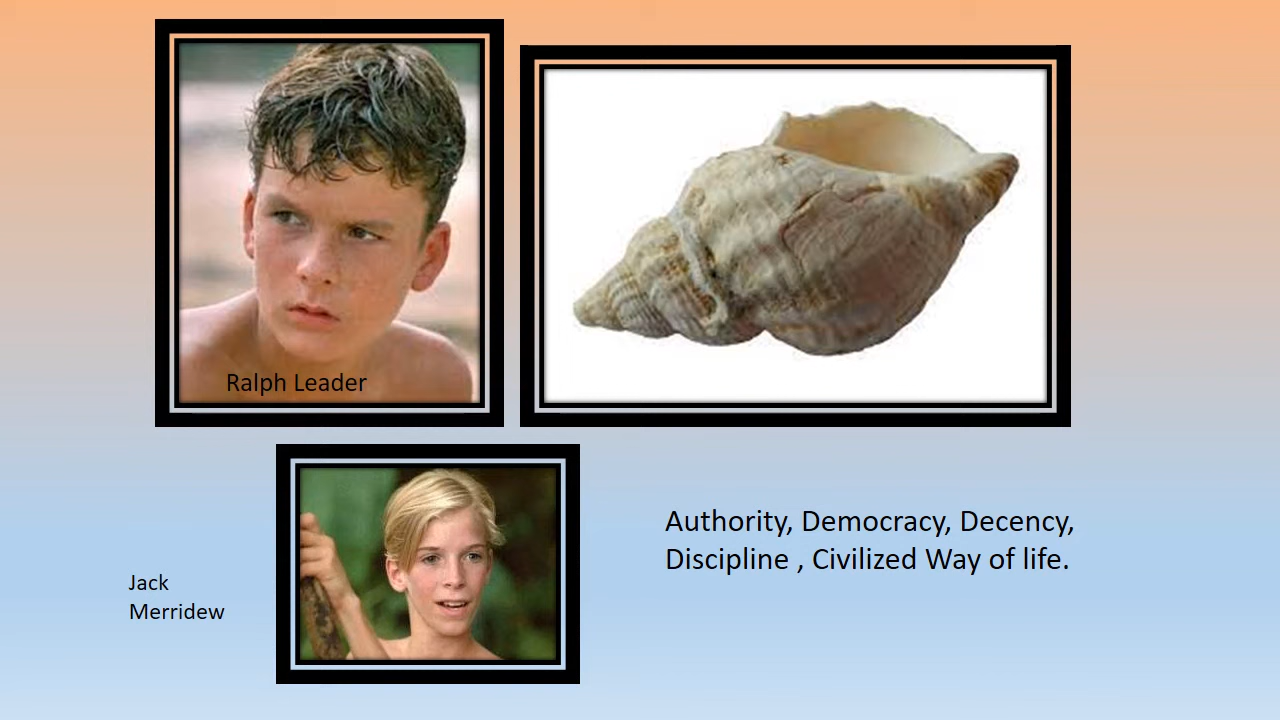 Ralph Leader
Authority, Democracy, Decency,
Discipline , Civilized Way of life.
Jack
Merridew